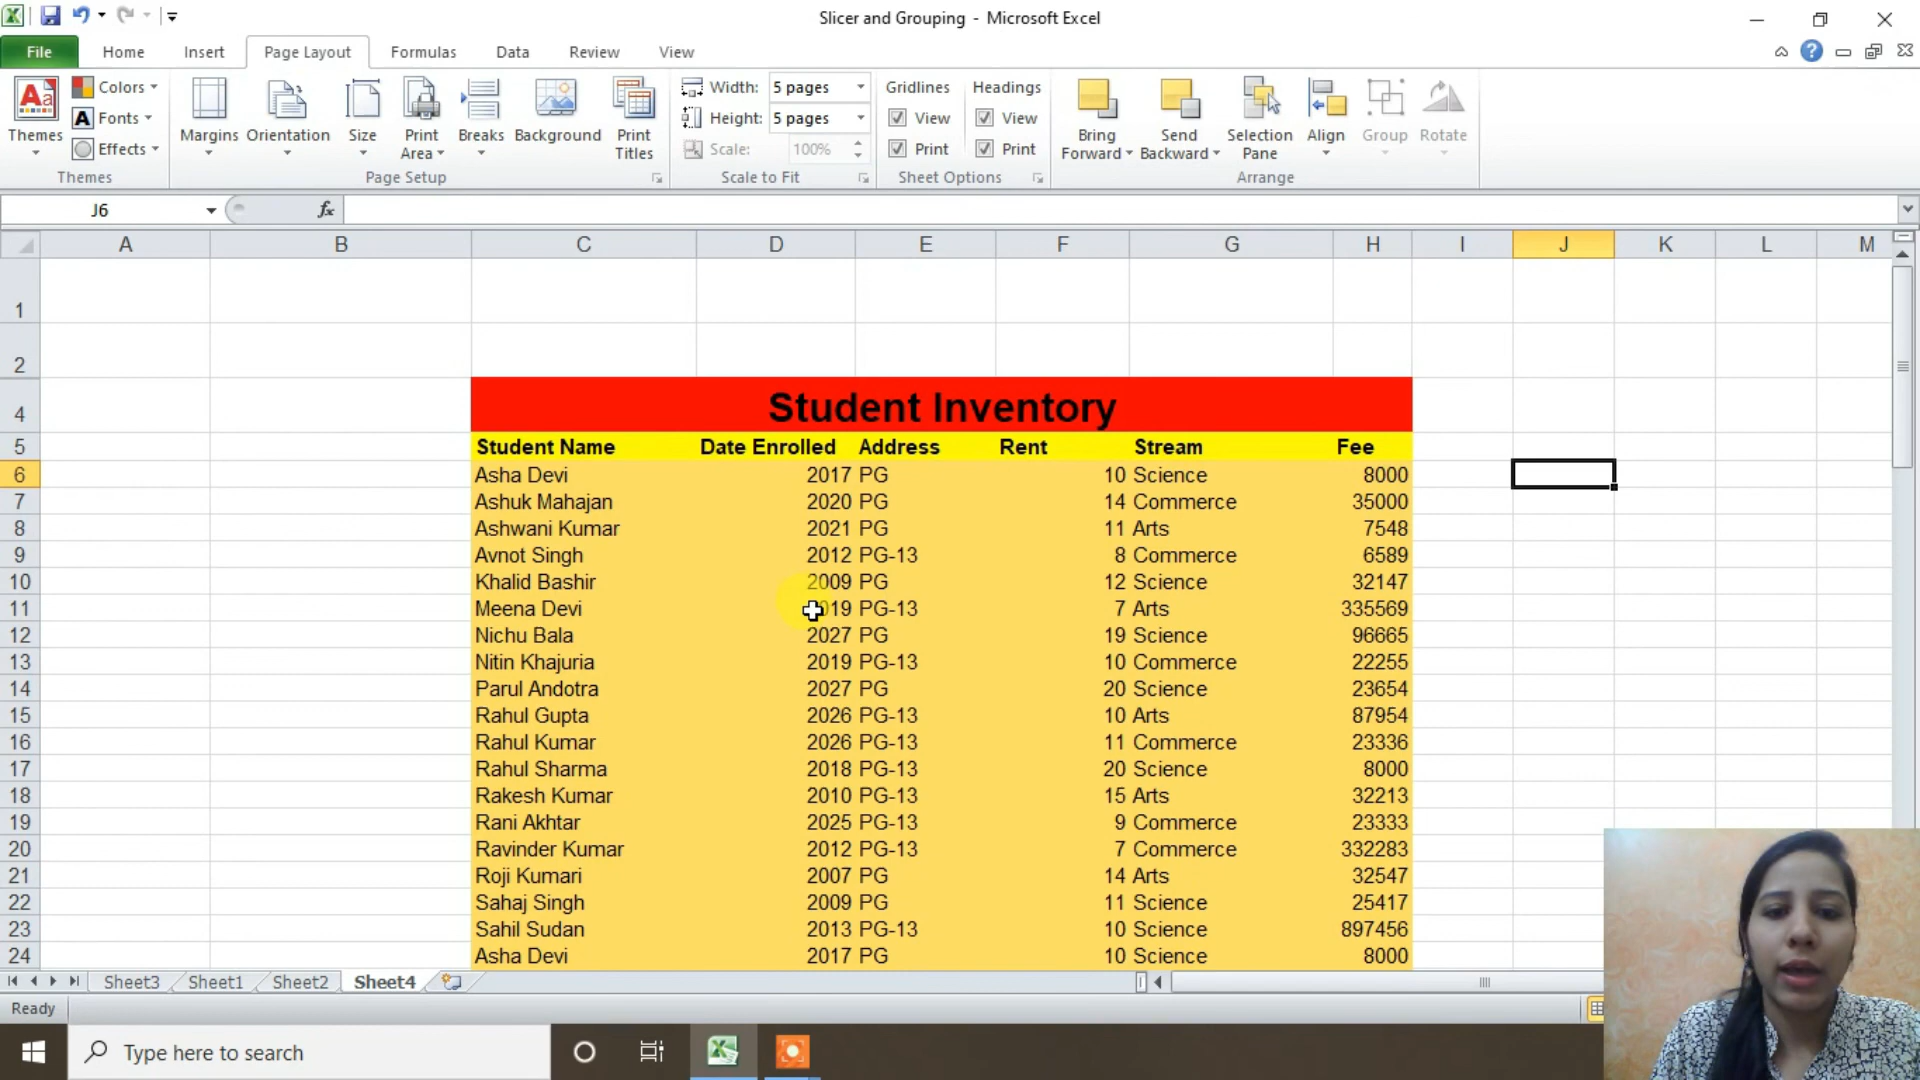 Slicer and Grouping - Microsoft Excel
File Home Insert Page Layout Formulas Data Review View
Themes Colors Fonts Effects
Margins Orientation Size Print Area Breaks Background Print Titles
Width: 5 pages
Height: 5 pages
Scale: 100%
Gridlines Headings
View View
Print Print
Bring Forward Send Backward Selection Pane Align Group Rotate
Themes Page Setup Scale to Fit Sheet Options Arrange
J6 fx
A B C D E F G H I J K L M
1
2
4 Student Inventory
5 Student Name Date Enrolled Address Rent Stream Fee
6 Asha Devi 2017 PG 10 Science 8000
7 Ashuk Mahajan 2020 PG 14 Commerce 35000
8 Ashwani Kumar 2021 PG 11 Arts 7548
9 Avnot Singh 2012 PG-13 8 Commerce 6589
10 Khalid Bashir 2009 PG 12 Science 32147
11 Meena Devi 19 PG-13 7 Arts 335569
12 Nichu Bala 2027 PG 19 Science 96665
13 Nitin Khajuria 2019 PG-13 10 Commerce 22255
14 Parul Andotra 2027 PG 20 Science 23654
15 Rahul Gupta 2026 PG-13 10 Arts 87954
16 Rahul Kumar 2026 PG-13 11 Commerce 23336
17 Rahul Sharma 2018 PG-13 20 Science 8000
18 Rakesh Kumar 2010 PG-13 15 Arts 32213
19 Rani Akhtar 2025 PG-13 9 Commerce 23333
20 Ravinder Kumar 2012 PG-13 7 Commerce 332283
21 Roji Kumari 2007 PG 14 Arts 32547
22 Sahaj Singh 2009 PG 11 Science 25417
23 Sahil Sudan 2013 PG-13 10 Science 897456
24 Asha Devi 2017 PG 10 Science 8000
Sheet3 Sheet1 Sheet2 Sheet4
Ready
Type here to search